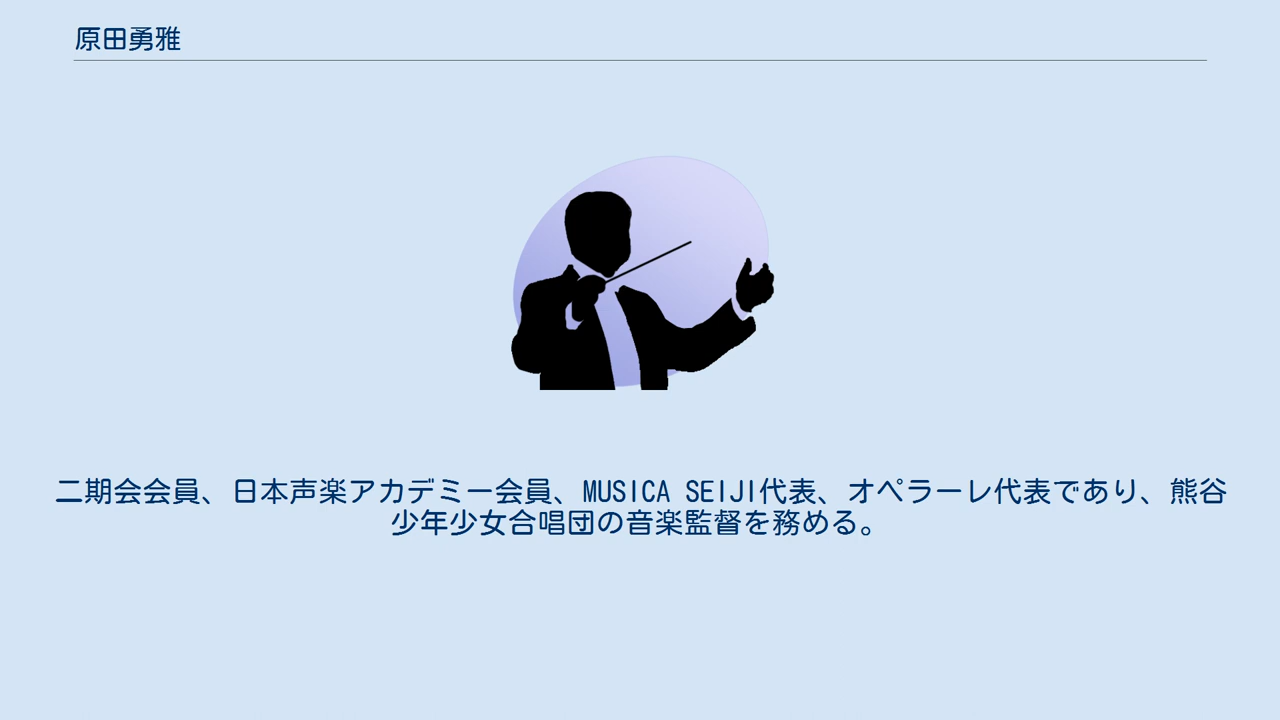 原田勇雅
二期会会員、日本声楽アカデミー会員、MUSICA SEIJI代表、オペラーレ代表であり、熊谷
少年少女合唱団の音楽監督を務める。